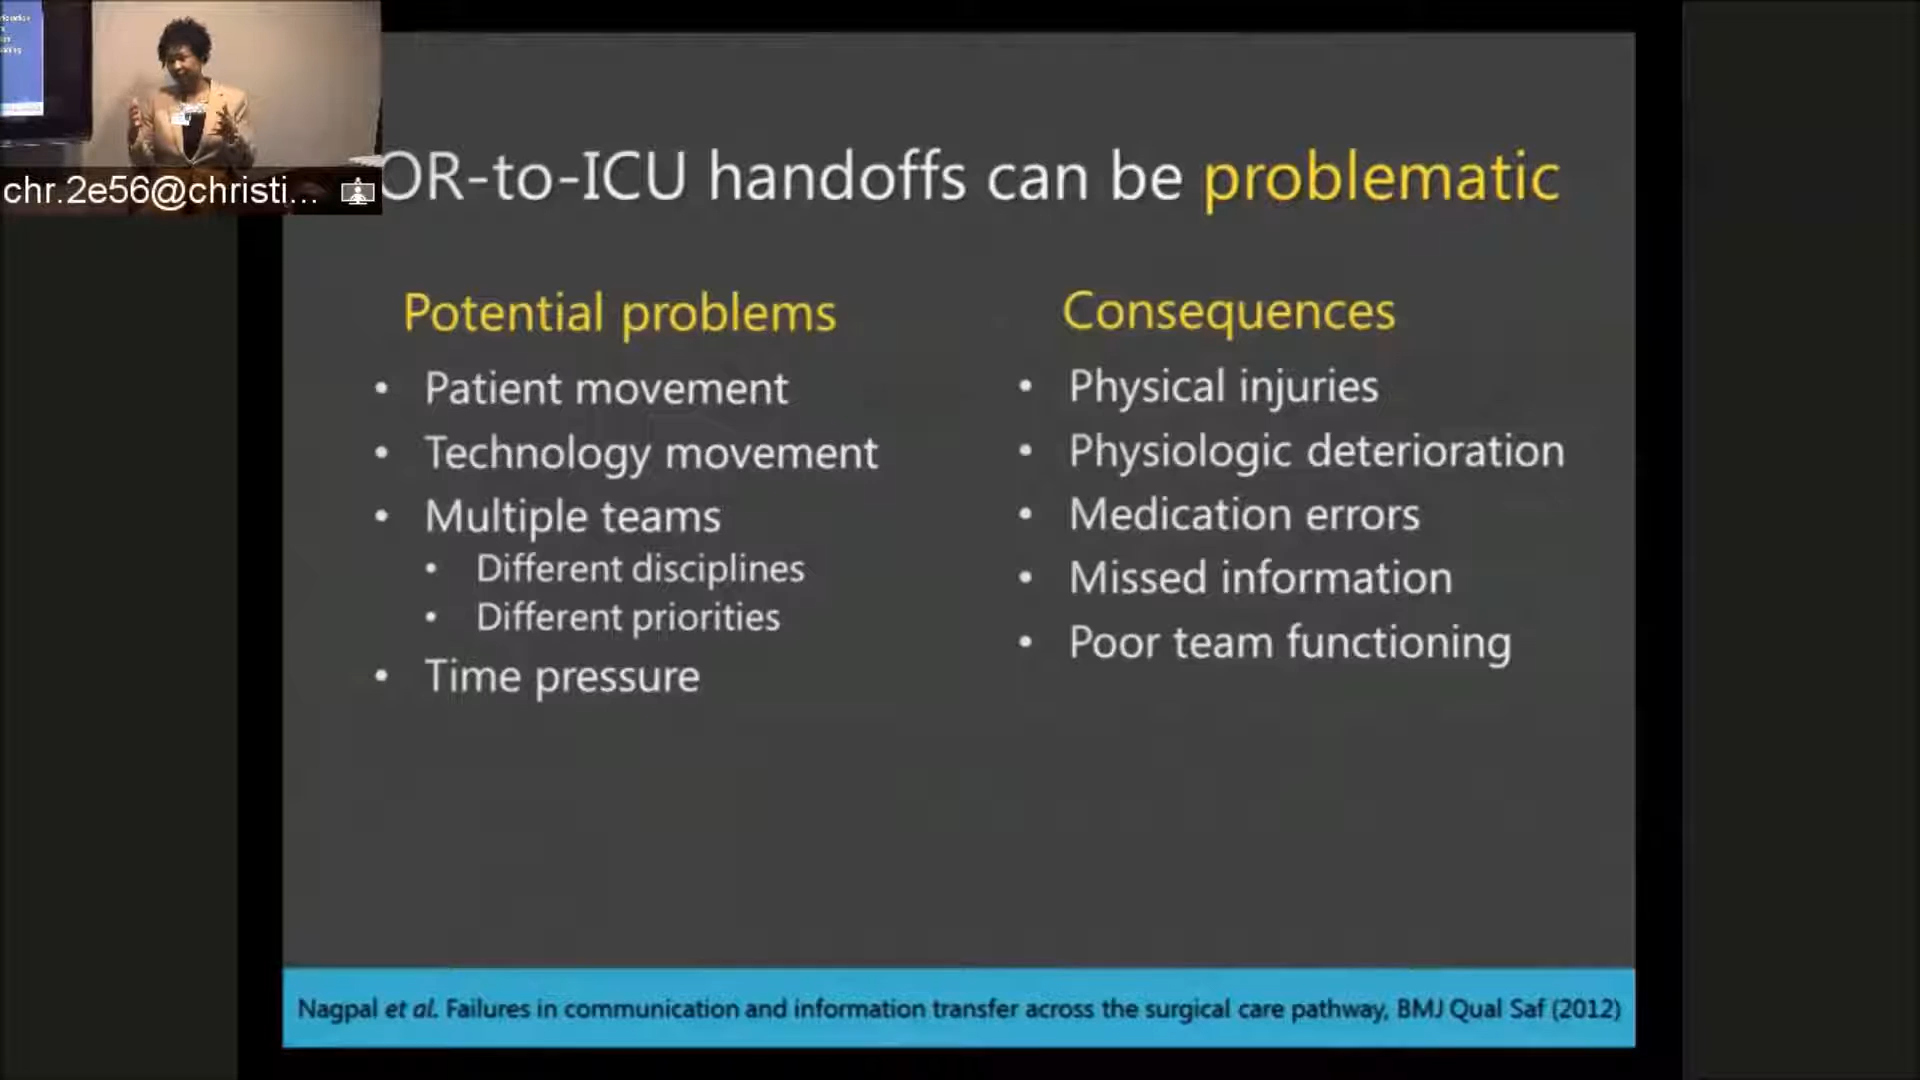 chr.2e56@christi...
OR-to-ICU handoffs can be problematic
Potential problems
• Patient movement
• Technology movement
• Multiple teams
• Different disciplines
• Different priorities
• Time pressure
Consequences
• Physical injuries
• Physiologic deterioration
• Medication errors
• Missed information
• Poor team functioning
Nagpal et al. Failures in communication and information transfer across the surgical care pathway, BMJ Qual Saf (2012)